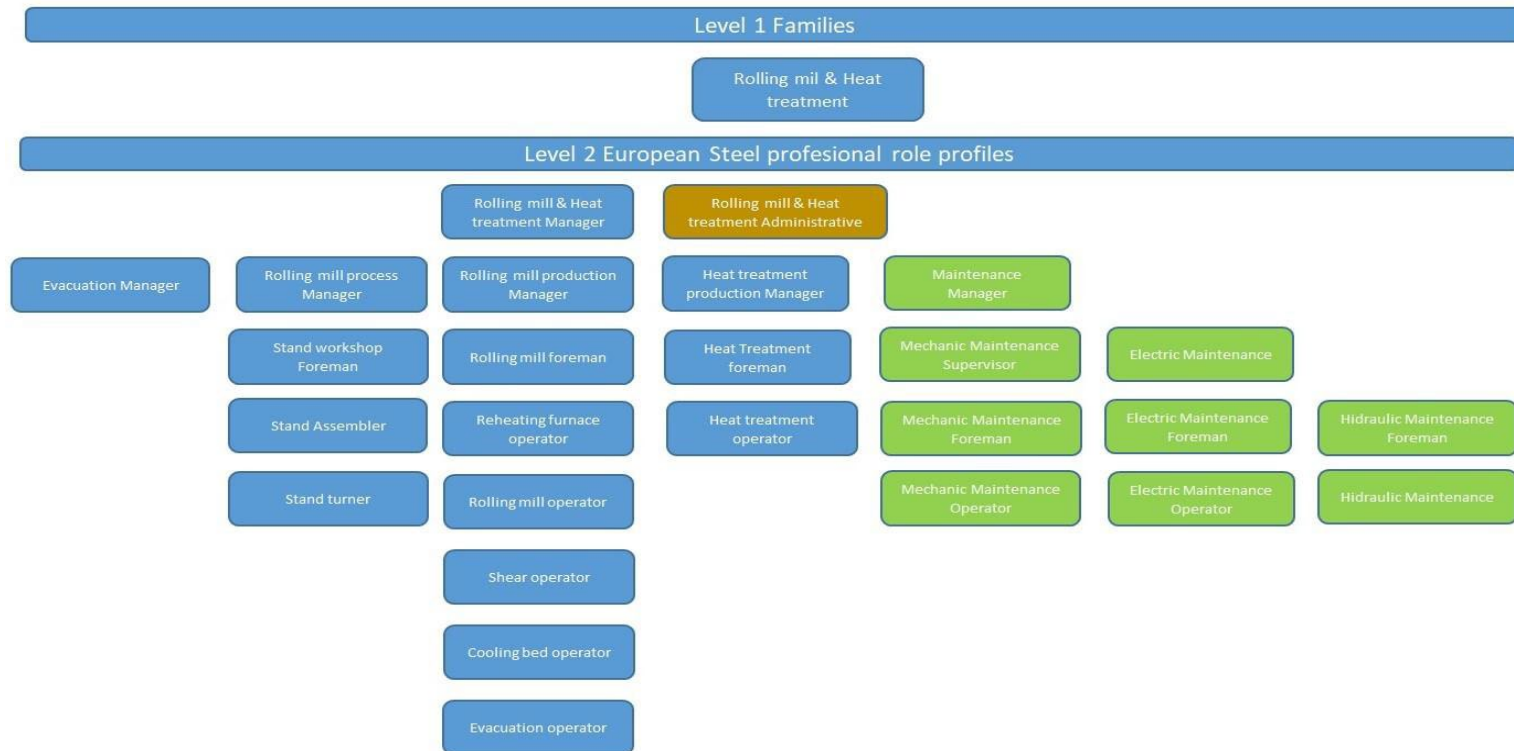 Level 1 Families
Rolling mil & Heat
treatment
Level 2 European Steel profesional role profiles
Rolling mill & Heat
treatment Manager
Rolling mill & Heat
treatment Administrative
Evacuation Manager
Rolling mill process
Manager
Rolling mill production
Manager
Heat treatment
production Manager
Maintenance
Manager
Stand workshop
Foreman
Rolling mill foreman
Heat Treatment
foreman
Mechanic Maintenance
Supervisor
Electric Maintenance
Stand Assembler
Reheating furnace
operator
Heat treatment
operator
Mechanic Maintenance
Foreman
Electric Maintenance
Foreman
Hidraulic Maintenance
Foreman
Stand turner
Rolling mill operator
Mechanic Maintenance
Operator
Electric Maintenance
Operator
Hidraulic Maintenance
Shear operator
Cooling bed operator
Evacuation operator